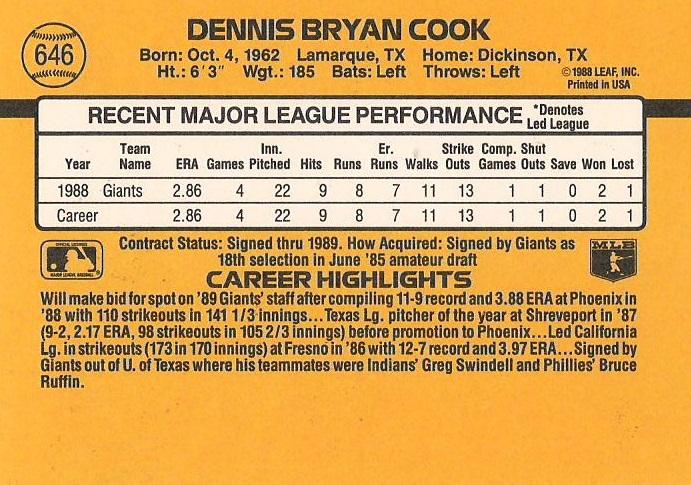 646
DENNIS BRYAN COOK
Born: Oct. 4, 1962 Lamarque, TX Home: Dickinson, TX
Ht.: 6'3" Wgt.: 185 Bats: Left Throws: Left
©1988 LEAF, INC.
Printed in USA
RECENT MAJOR LEAGUE PERFORMANCE *Denotes
Led League
Team Inn. Er. Strike Comp. Shut
Year Name ERA Games Pitched Hits Runs Runs Walks Outs Games Outs Save Won Lost
1988 Giants 2.86 4 22 9 8 7 11 13 1 1 0 2 1
Career 2.86 4 22 9 8 7 11 13 1 1 0 2 1
Contract Status: Signed thru 1989. How Acquired: Signed by Giants as
18th selection in June '85 amateur draft
MAJOR LEAGUE BASEBALL
MLB
CAREER HIGHLIGHTS
Will make bid for spot on '89 Giants' staff after compiling 11-9 record and 3.88 ERA at Phoenix in
'88 with 110 strikeouts in 141 1/3 innings...Texas Lg. pitcher of the year at Shreveport in '87
(9-2, 2.17 ERA, 98 strikeouts in 105 2/3 innings) before promotion to Phoenix...Led California
Lg. in strikeouts (173 in 170 innings) at Fresno in '86 with 12-7 record and 3.97 ERA...Signed by
Giants out of U. of Texas where his teammates were Indians' Greg Swindell and Phillies' Bruce
Ruffin.